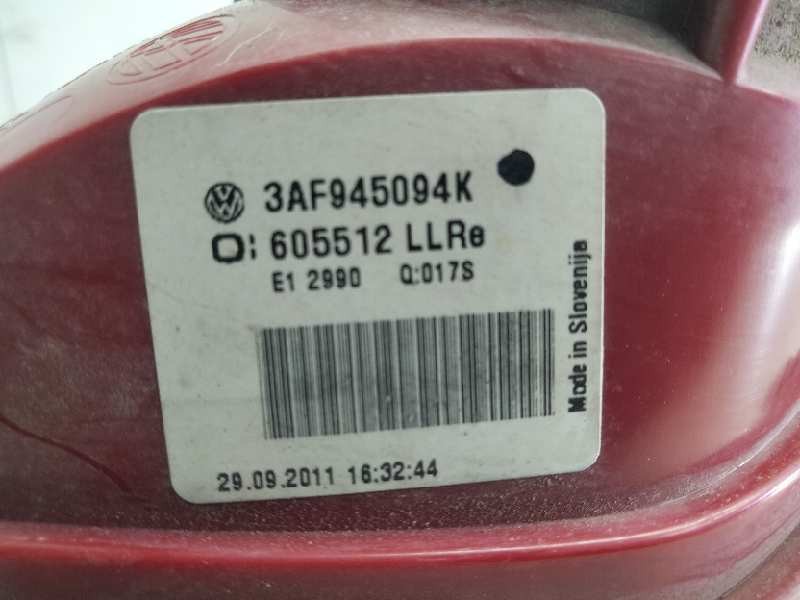 3AF945094K
O: 605512 LLRe
E1 2990 Q:017S
29.09.2011 16:32:44
Made in Slovenija